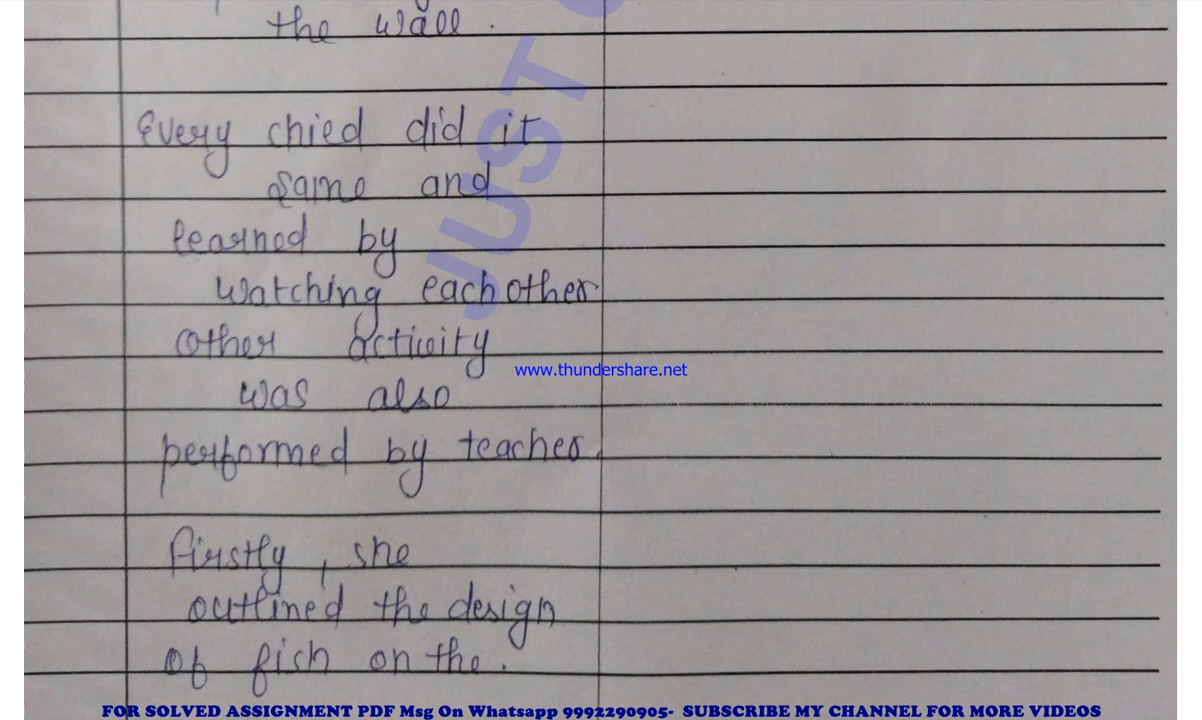 the wall.
Every chied did it
same and
learned by
watching eachother
other activity
was also
performed by teacher.
firstly, she
outlined the design
of fish on the.
JUST
www.thundershare.net
FOR SOLVED ASSIGNMENT PDF Msg On Whatsapp 9992290905- SUBSCRIBE MY CHANNEL FOR MORE VIDEOS